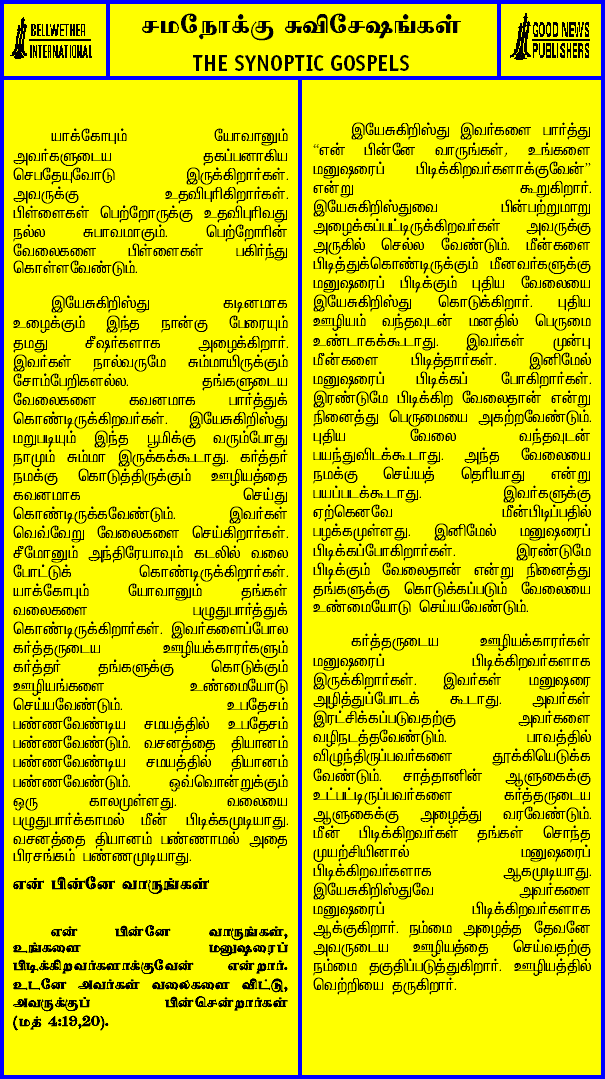 BELLWETHER
INTERNATIONAL
சமநோக்கு சுவிசேஷங்கள்
THE SYNOPTIC GOSPELS
GOOD NEWS
PUBLISHERS
யாக்கோபும் யோவானும்
அவர்களுடைய தகப்பனாகிய
செபதேயுவோடு இருக்கிறார்கள்.
அவருக்கு உதவிபுரிகிறார்கள்.
பிள்ளைகள் பெற்றோருக்கு உதவிபுரிவது
நல்ல சுபாவமாகும். பெற்றோரின்
வேலைகளை பிள்ளைகள் பகிர்ந்து
கொள்ளவேண்டும்.
இயேசுகிறிஸ்து கடினமாக
உழைக்கும் இந்த நான்கு பேரையும்
தமது சீஷர்களாக அழைக்கிறார்.
இவர்கள் நால்வருமே சும்மாயிருக்கும்
சோம்பேறிகளல்ல. தங்களுடைய
வேலைகளை கவனமாக பார்த்துக்
கொண்டிருக்கிறவர்கள். இயேசுகிறிஸ்து
மறுபடியும் இந்த பூமிக்கு வரும்போது
நாமும் சும்மா இருக்கக்கூடாது. கர்த்தர்
நமக்கு கொடுத்திருக்கும் ஊழியத்தை
கவனமாக செய்து
கொண்டிருக்கவேண்டும். இவர்கள்
வெவ்வேறு வேலைகளை செய்கிறார்கள்.
சீமோனும் அந்திரேயாவும் கடலில் வலை
போட்டுக் கொண்டிருக்கிறார்கள்.
யாக்கோபும் யோவானும் தங்கள்
வலைகளை பழுதுபார்த்துக்
கொண்டிருக்கிறார்கள். இவர்களைப்போல
கர்த்தருடைய ஊழியக்காரர்களும்
கர்த்தர் தங்களுக்கு கொடுக்கும்
ஊழியங்களை உண்மையோடு
செய்யவேண்டும். உபதேசம்
பண்ணவேண்டிய சமயத்தில் உபதேசம்
பண்ணவேண்டும். வசனத்தை தியானம்
பண்ணவேண்டிய சமயத்தில் தியானம்
பண்ணவேண்டும். ஒவ்வொன்றுக்கும்
ஒரு காலமுள்ளது. வலையை
பழுதுபார்க்காமல் மீன் பிடிக்கமுடியாது.
வசனத்தை தியானம் பண்ணாமல் அதை
பிரசங்கம் பண்ணமுடியாது.
என் பின்னே வாருங்கள்
என் பின்னே வாருங்கள்,
உங்களை மனுஷரைப்
பிடிக்கிறவர்களாக்குவேன் என்றார்.
உடனே அவர்கள் வலைகளை விட்டு,
அவருக்குப் பின்சென்றார்கள்
(மத் 4:19,20).
இயேசுகிறிஸ்து இவர்களை பார்த்து
“என் பின்னே வாருங்கள், உங்களை
மனுஷரைப் பிடிக்கிறவர்களாக்குவேன்”
என்று கூறுகிறார்.
இயேசுகிறிஸ்துவை பின்பற்றுமாறு
அழைக்கப்பட்டிருக்கிறவர்கள் அவருக்கு
அருகில் செல்ல வேண்டும். மீன்களை
பிடித்துக்கொண்டிருக்கும் மீனவர்களுக்கு
மனுஷரைப் பிடிக்கும் புதிய வேலையை
இயேசுகிறிஸ்து கொடுக்கிறார். புதிய
ஊழியம் வந்தவுடன் மனதில் பெருமை
உண்டாகக்கூடாது. இவர்கள் முன்பு
மீன்களை பிடித்தார்கள். இனிமேல்
மனுஷரைப் பிடிக்கப் போகிறார்கள்.
இரண்டுமே பிடிக்கிற வேலைதான் என்று
நினைத்து பெருமையை அகற்றவேண்டும்.
புதிய வேலை வந்தவுடன்
பயந்துவிடக்கூடாது. அந்த வேலையை
நமக்கு செய்யத் தெரியாது என்று
பயப்படக்கூடாது. இவர்களுக்கு
ஏற்கெனவே மீன்பிடிப்பதில்
பழக்கமுள்ளது. இனிமேல் மனுஷரைப்
பிடிக்கப்போகிறார்கள். இரண்டுமே
பிடிக்கும் வேலைதான் என்று நினைத்து
தங்களுக்கு கொடுக்கப்படும் வேலையை
உண்மையோடு செய்யவேண்டும்.
கர்த்தருடைய ஊழியக்காரர்கள்
மனுஷரைப் பிடிக்கிறவர்களாக
இருக்கிறார்கள். இவர்கள் மனுஷரை
அழித்துப்போடக் கூடாது. அவர்கள்
இரட்சிக்கப்படுவதற்கு அவர்களை
வழிநடத்தவேண்டும். பாவத்தில்
விழுந்திருப்பவர்களை தூக்கியெடுக்க
வேண்டும். சாத்தானின் ஆளுகைக்கு
உட்பட்டிருப்பவர்களை கர்த்தருடைய
ஆளுகைக்கு அழைத்து வரவேண்டும்.
மீன் பிடிக்கிறவர்கள் தங்கள் சொந்த
முயற்சியினால் மனுஷரைப்
பிடிக்கிறவர்களாக ஆகமுடியாது.
இயேசுகிறிஸ்துவே அவர்களை
மனுஷரைப் பிடிக்கிறவர்களாக
ஆக்குகிறார். நம்மை அழைத்த தேவனே
அவருடைய ஊழியத்தை செய்வதற்கு
நம்மை தகுதிப்படுத்துகிறார். ஊழியத்தில்
வெற்றியை தருகிறார்.